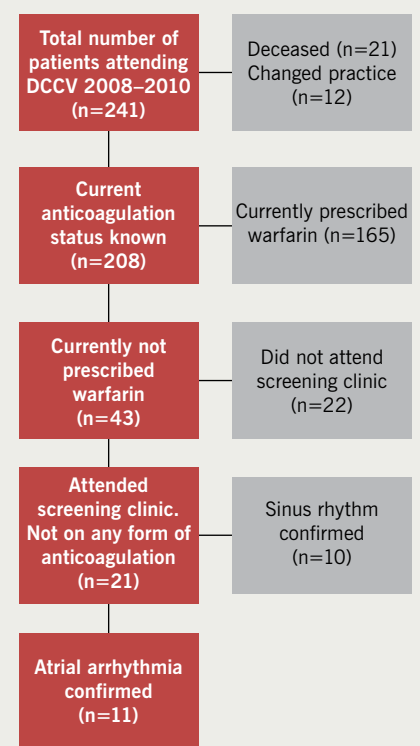 Total number of
patients attending
DCCV 2008–2010
(n=241)
Deceased (n=21)
Changed practice
(n=12)
Current
anticoagulation
status known
(n=208)
Currently prescribed
warfarin (n=165)
Currently not
prescribed
warfarin
(n=43)
Did not attend
screening clinic
(n=22)
Attended
screening clinic.
Not on any form of
anticoagulation
(n=21)
Sinus rhythm
confirmed
(n=10)
Atrial arrhythmia
confirmed
(n=11)